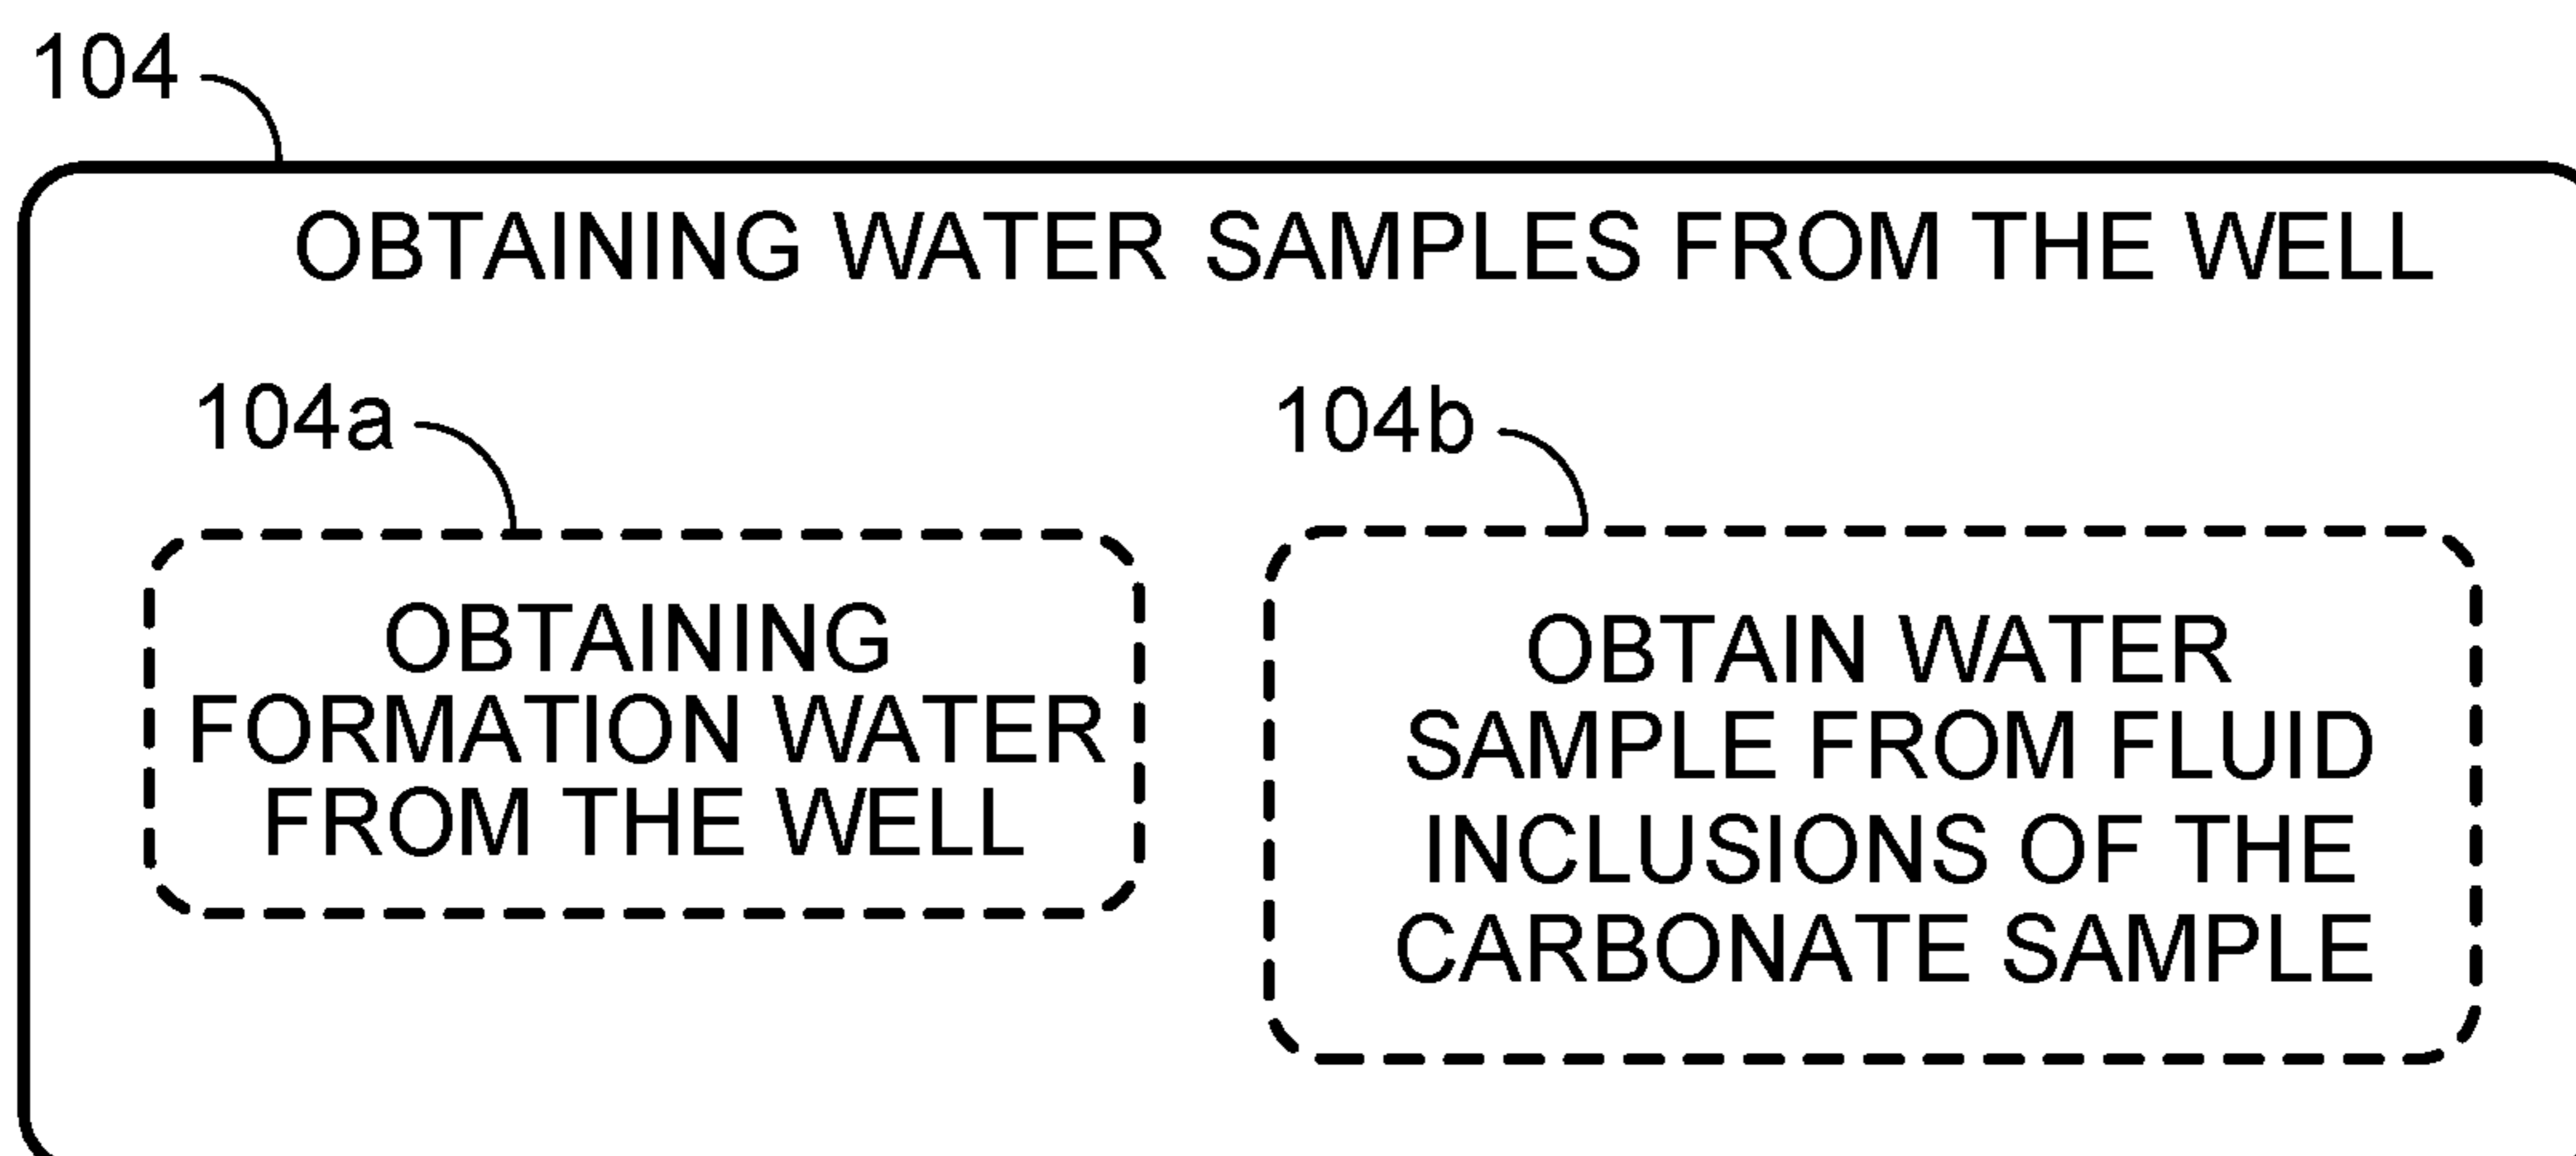 104
OBTAINING WATER SAMPLES FROM THE WELL
104a
OBTAINING
FORMATION WATER
FROM THE WELL
104b
OBTAIN WATER
SAMPLE FROM FLUID
INCLUSIONS OF THE
CARBONATE SAMPLE